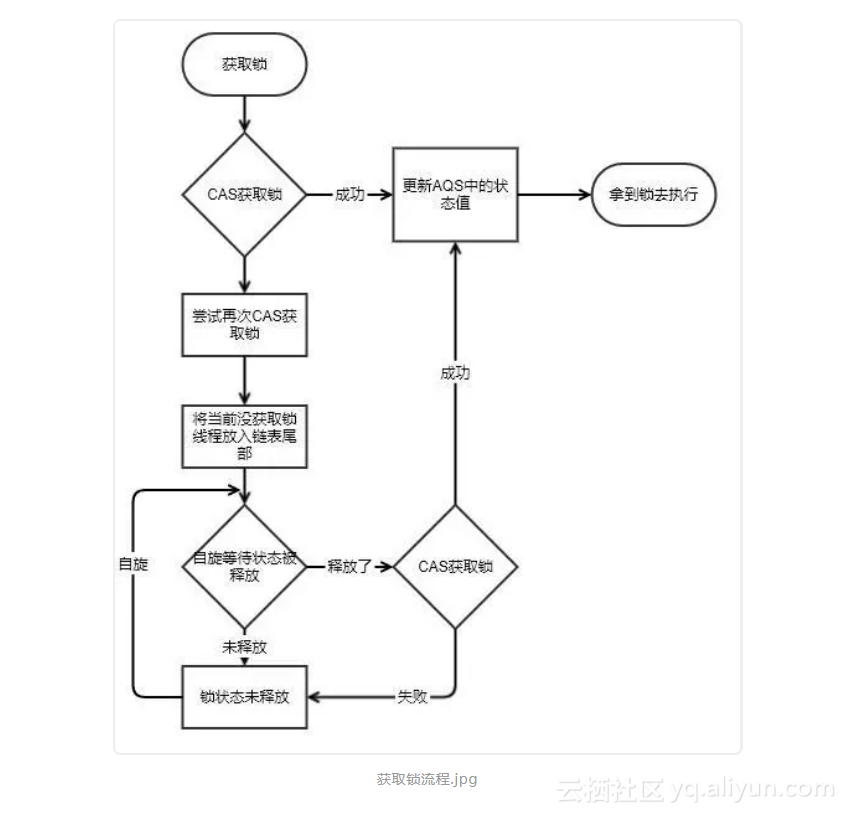 获取锁
CAS获取锁
成功
更新AQS中的状
态值
拿到锁去执行
尝试再次CAS获
取锁
成功
将当前没获取锁
线程放入链表尾
部
自旋
自旋等待状态被
释放
释放了
CAS获取锁
未释放
锁状态未释放
失败
获取锁流程.jpg
云栖社区 yq.aliyun.com